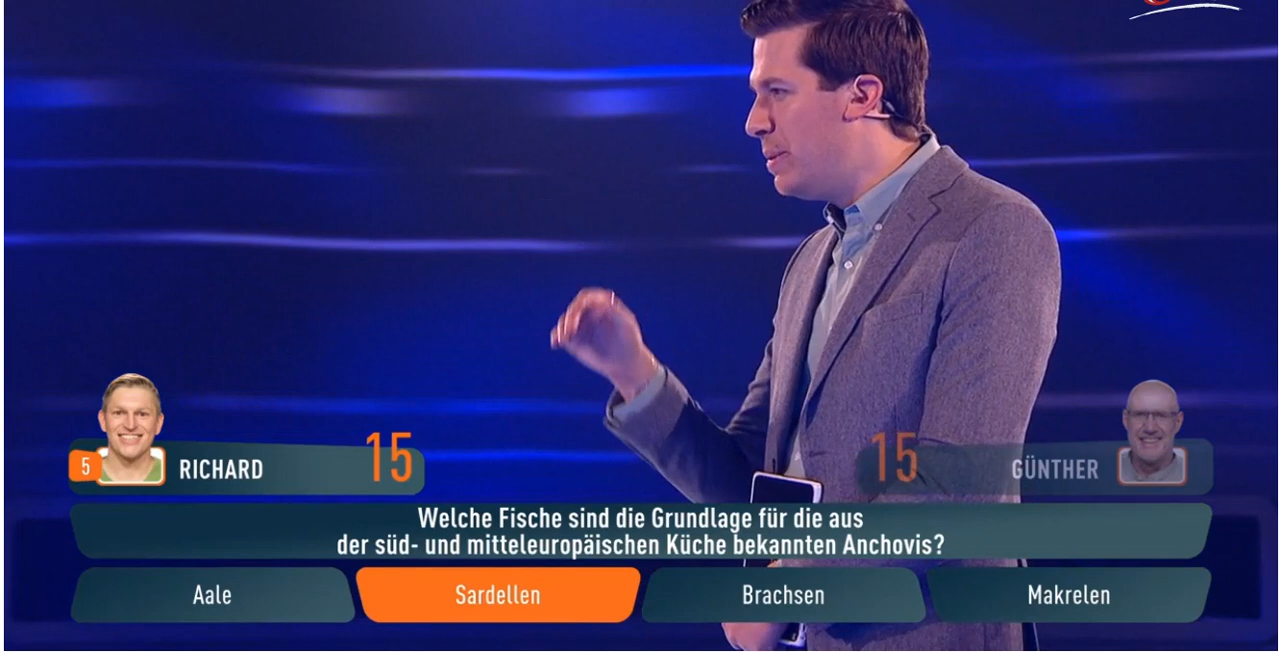 5
RICHARD
15
15
GÜNTHER
Welche Fische sind die Grundlage für die aus
der süd- und mitteleuropäischen Küche bekannten Anchovis?
Aale
Sardellen
Brachsen
Makrelen